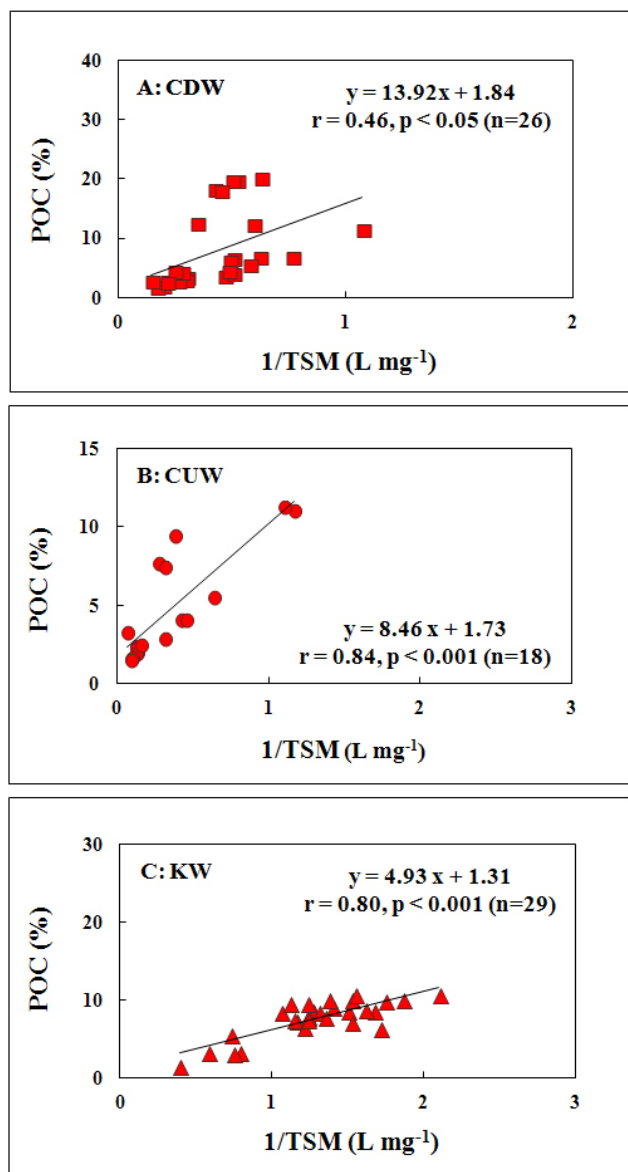 A: CDW
y = 13.92x + 1.84
r = 0.46, p < 0.05 (n=26)
POC (%)
40
30
20
10
0
0
1
2
1/TSM (L mg⁻¹)
B: CUW
15
10
5
0
POC (%)
y = 8.46 x + 1.73
r = 0.84, p < 0.001 (n=18)
0
1
2
3
1/TSM (L mg⁻¹)
C: KW
y = 4.93 x + 1.31
r = 0.80, p < 0.001 (n=29)
POC (%)
30
20
10
0
0
1
2
3
1/TSM (L mg⁻¹)